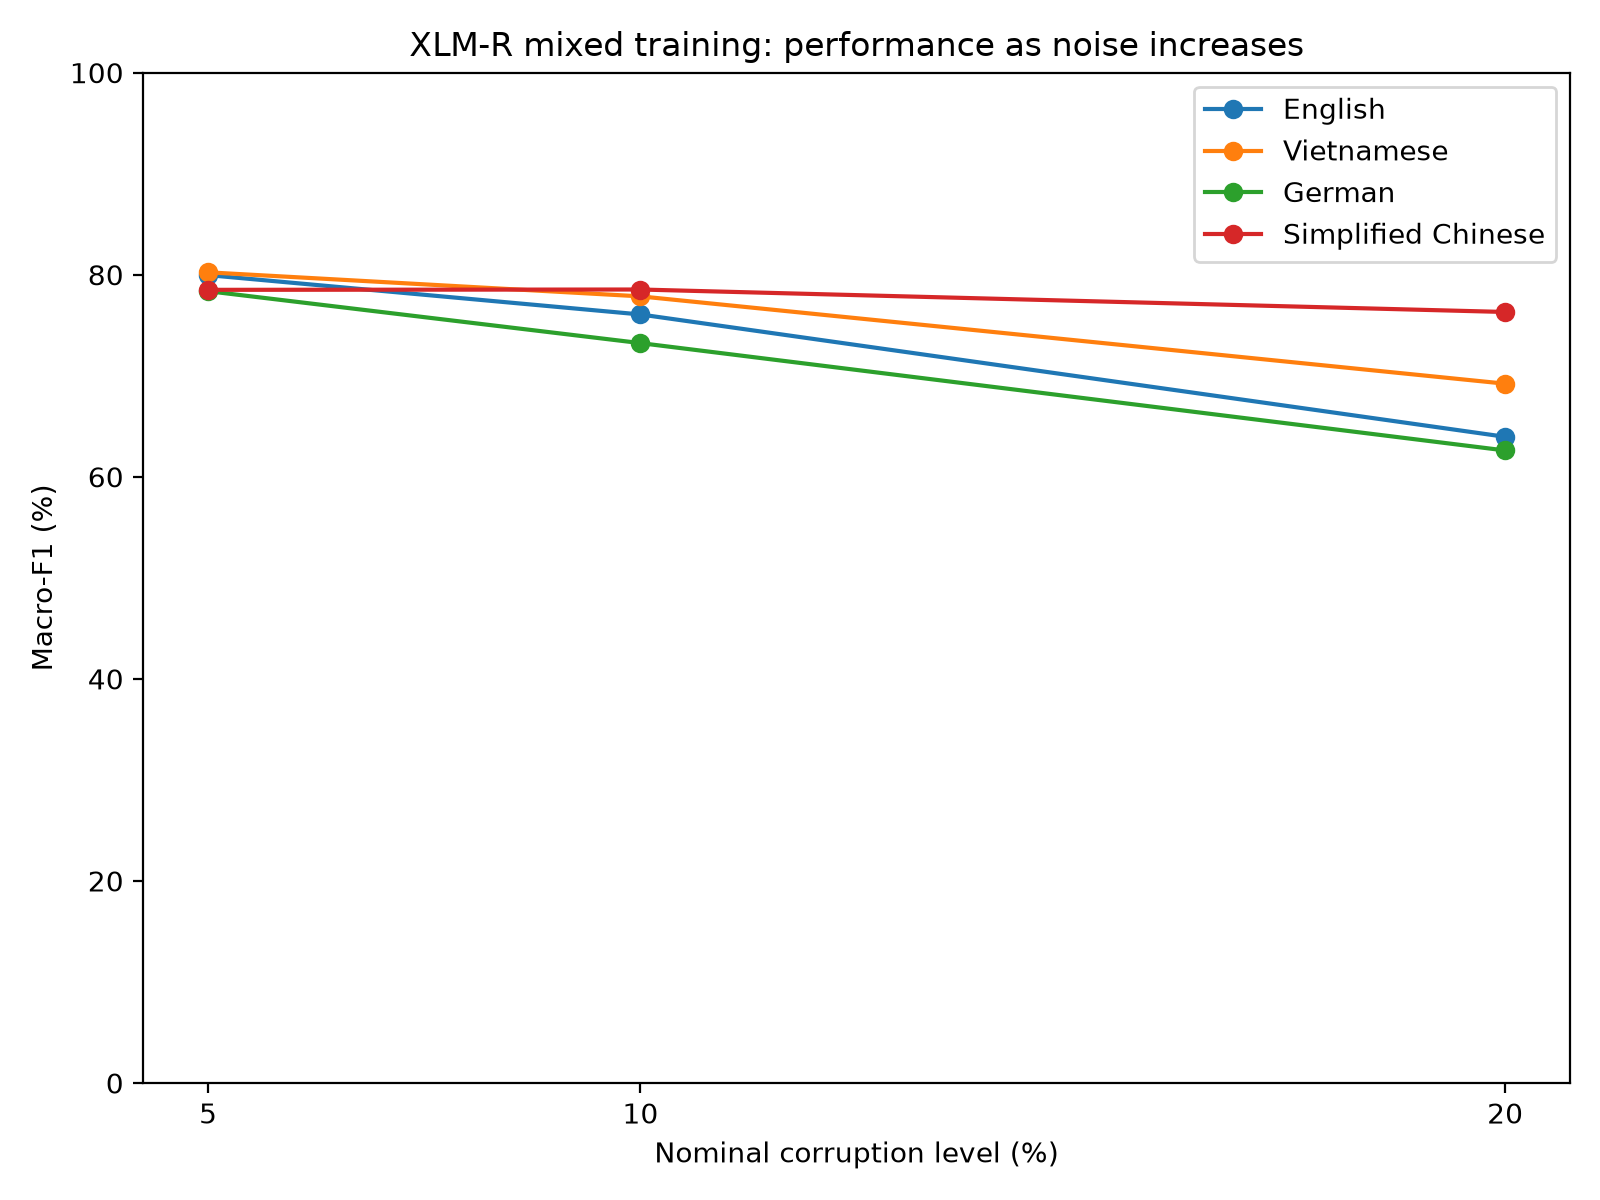 XLM-R mixed training: performance as noise increases
100
80
60
40
20
0
Macro-F1 (%)
English
Vietnamese
German
Simplified Chinese
5
10
20
Nominal corruption level (%)